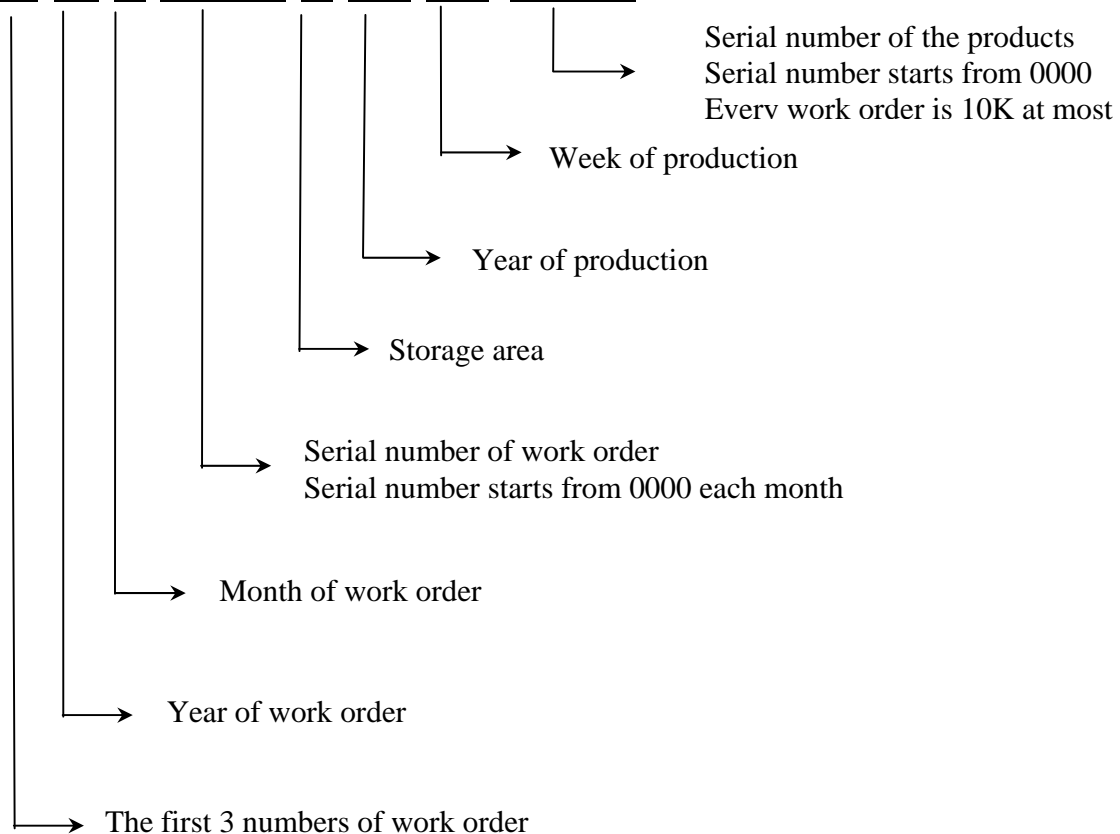 Serial number of the products
Serial number starts from 0000
Every work order is 10K at most
Week of production
Year of production
Storage area
Serial number of work order
Serial number starts from 0000 each month
Month of work order
Year of work order
The first 3 numbers of work order